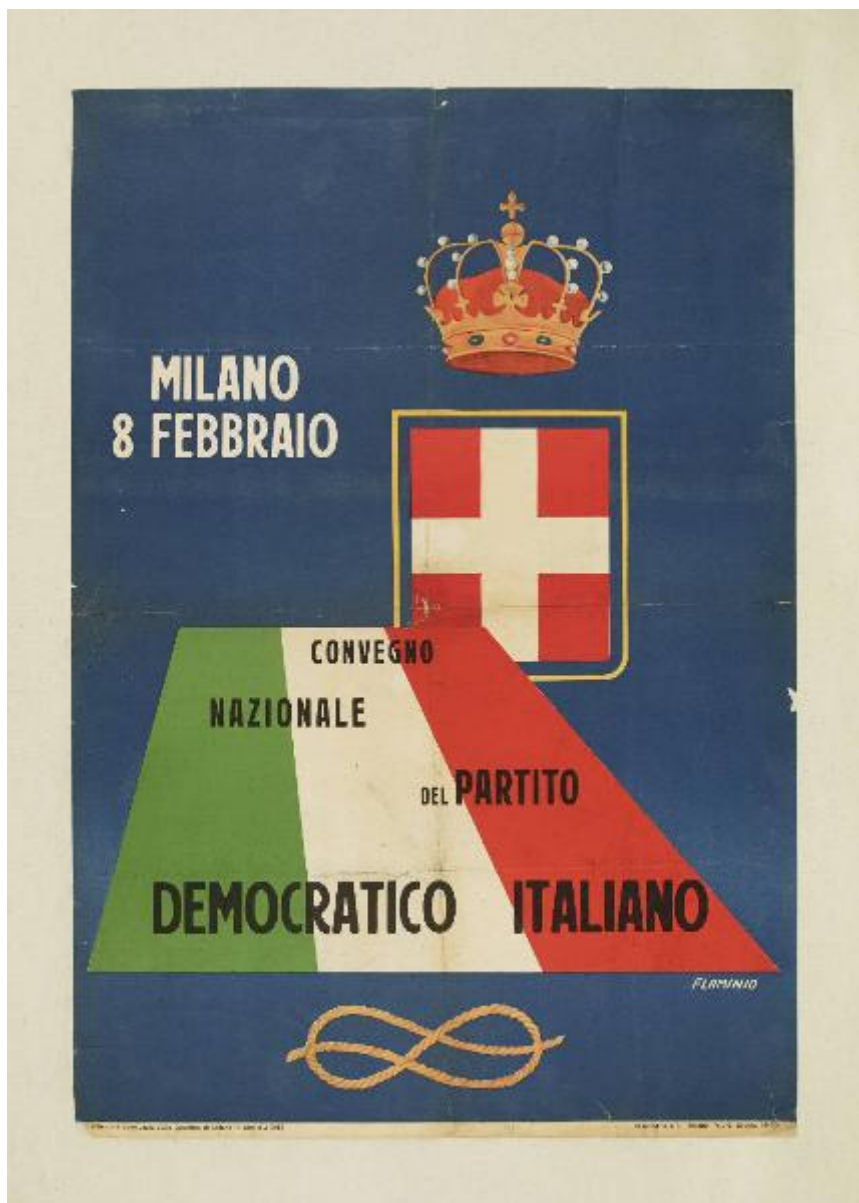 MILANO
8 FEBBRAIO
CONVEGNO
NAZIONALE
DEL PARTITO
DEMOCRATICO ITALIANO
FLAMINIO